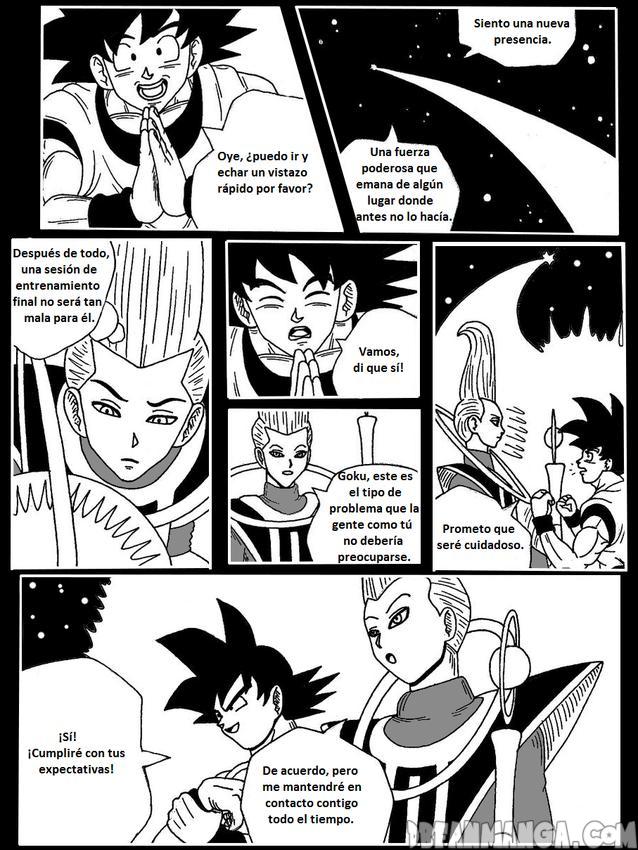 Oye, ¿puedo ir y
echar un vistazo
rápido por favor?
Siento una nueva
presencia.
Una fuerza
poderosa que
emana de algún
lugar donde
antes no lo hacía.
Después de todo,
una sesión de
entrenamiento
final no será tan
mala para él.
Vamos,
di que sí!
Goku, este es
el tipo de
problema que la
gente como tú
no debería
preocuparse.
Prometo que
seré cuidadoso.
¡Sí!
¡Cumpliré con tus
expectativas!
De acuerdo, pero
me mantendré en
contacto contigo
todo el tiempo.
DBFANMANGA.COM